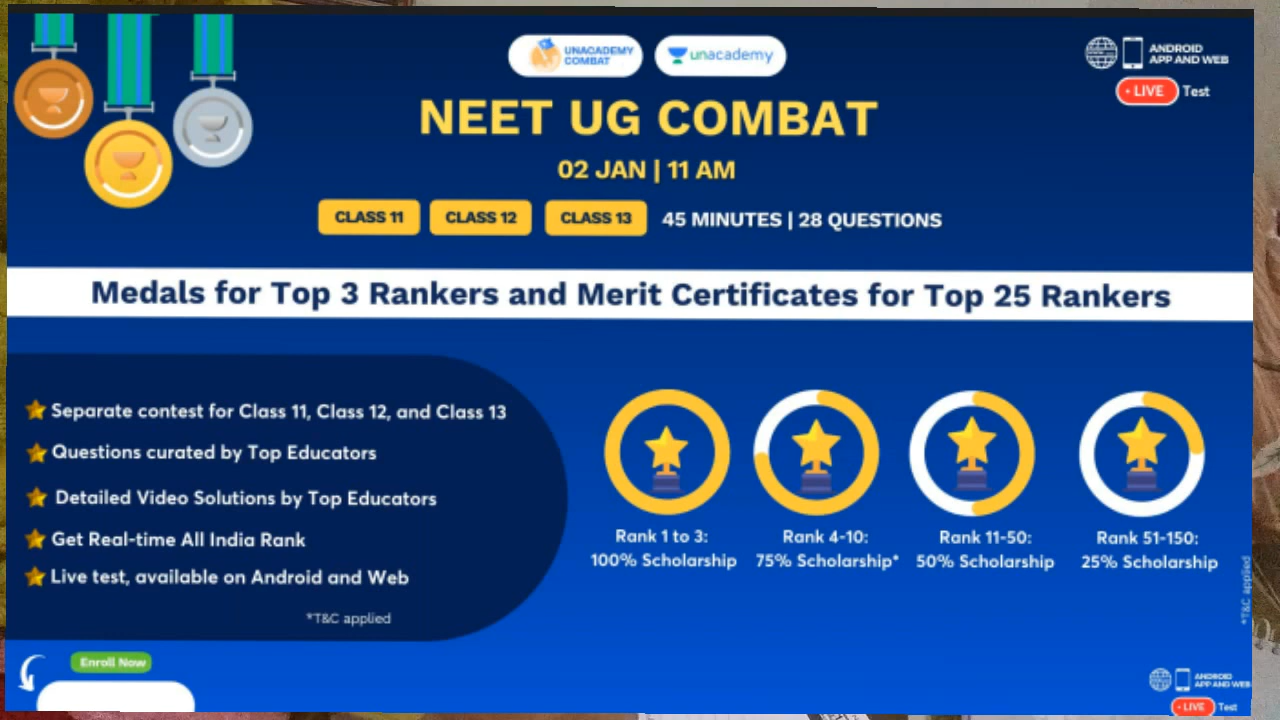 UNACADEMY
COMBAT
unacademy
ANDROID
APP AND WEB
• LIVE Test
NEET UG COMBAT
02 JAN | 11 AM
CLASS 11 CLASS 12 CLASS 13 45 MINUTES | 28 QUESTIONS
Medals for Top 3 Rankers and Merit Certificates for Top 25 Rankers
Separate contest for Class 11, Class 12, and Class 13
Questions curated by Top Educators
Detailed Video Solutions by Top Educators
Get Real-time All India Rank
Live test, available on Android and Web
*T&C applied
Rank 1 to 3:
100% Scholarship
Rank 4-10:
75% Scholarship*
Rank 11-50:
50% Scholarship
Rank 51-150:
25% Scholarship
*T&C applied
Enroll Now
ANDROID
APP AND WEB
• LIVE Test